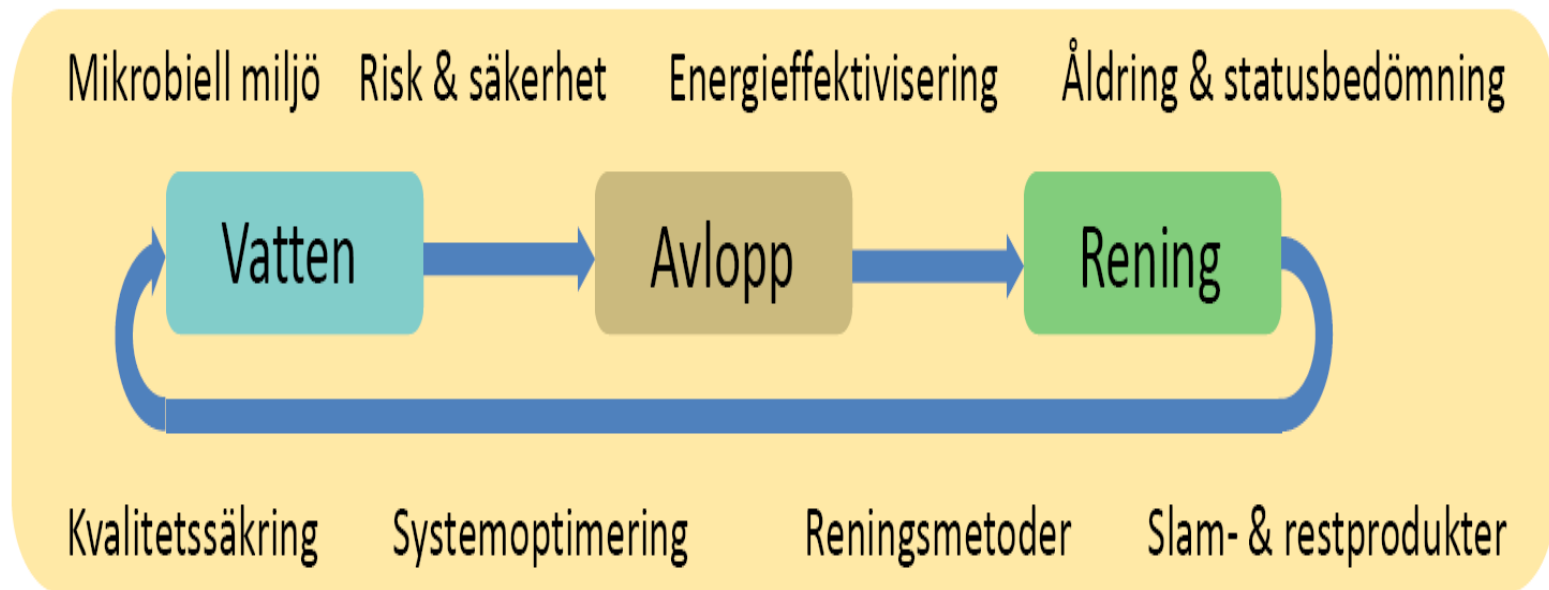 Mikrobiell miljö Risk & säkerhet Energieffektivisering Åldring & statusbedömning
Vatten Avlopp Rening
Kvalitetssäkring Systemoptimering Reningsmetoder Slam- & restprodukter